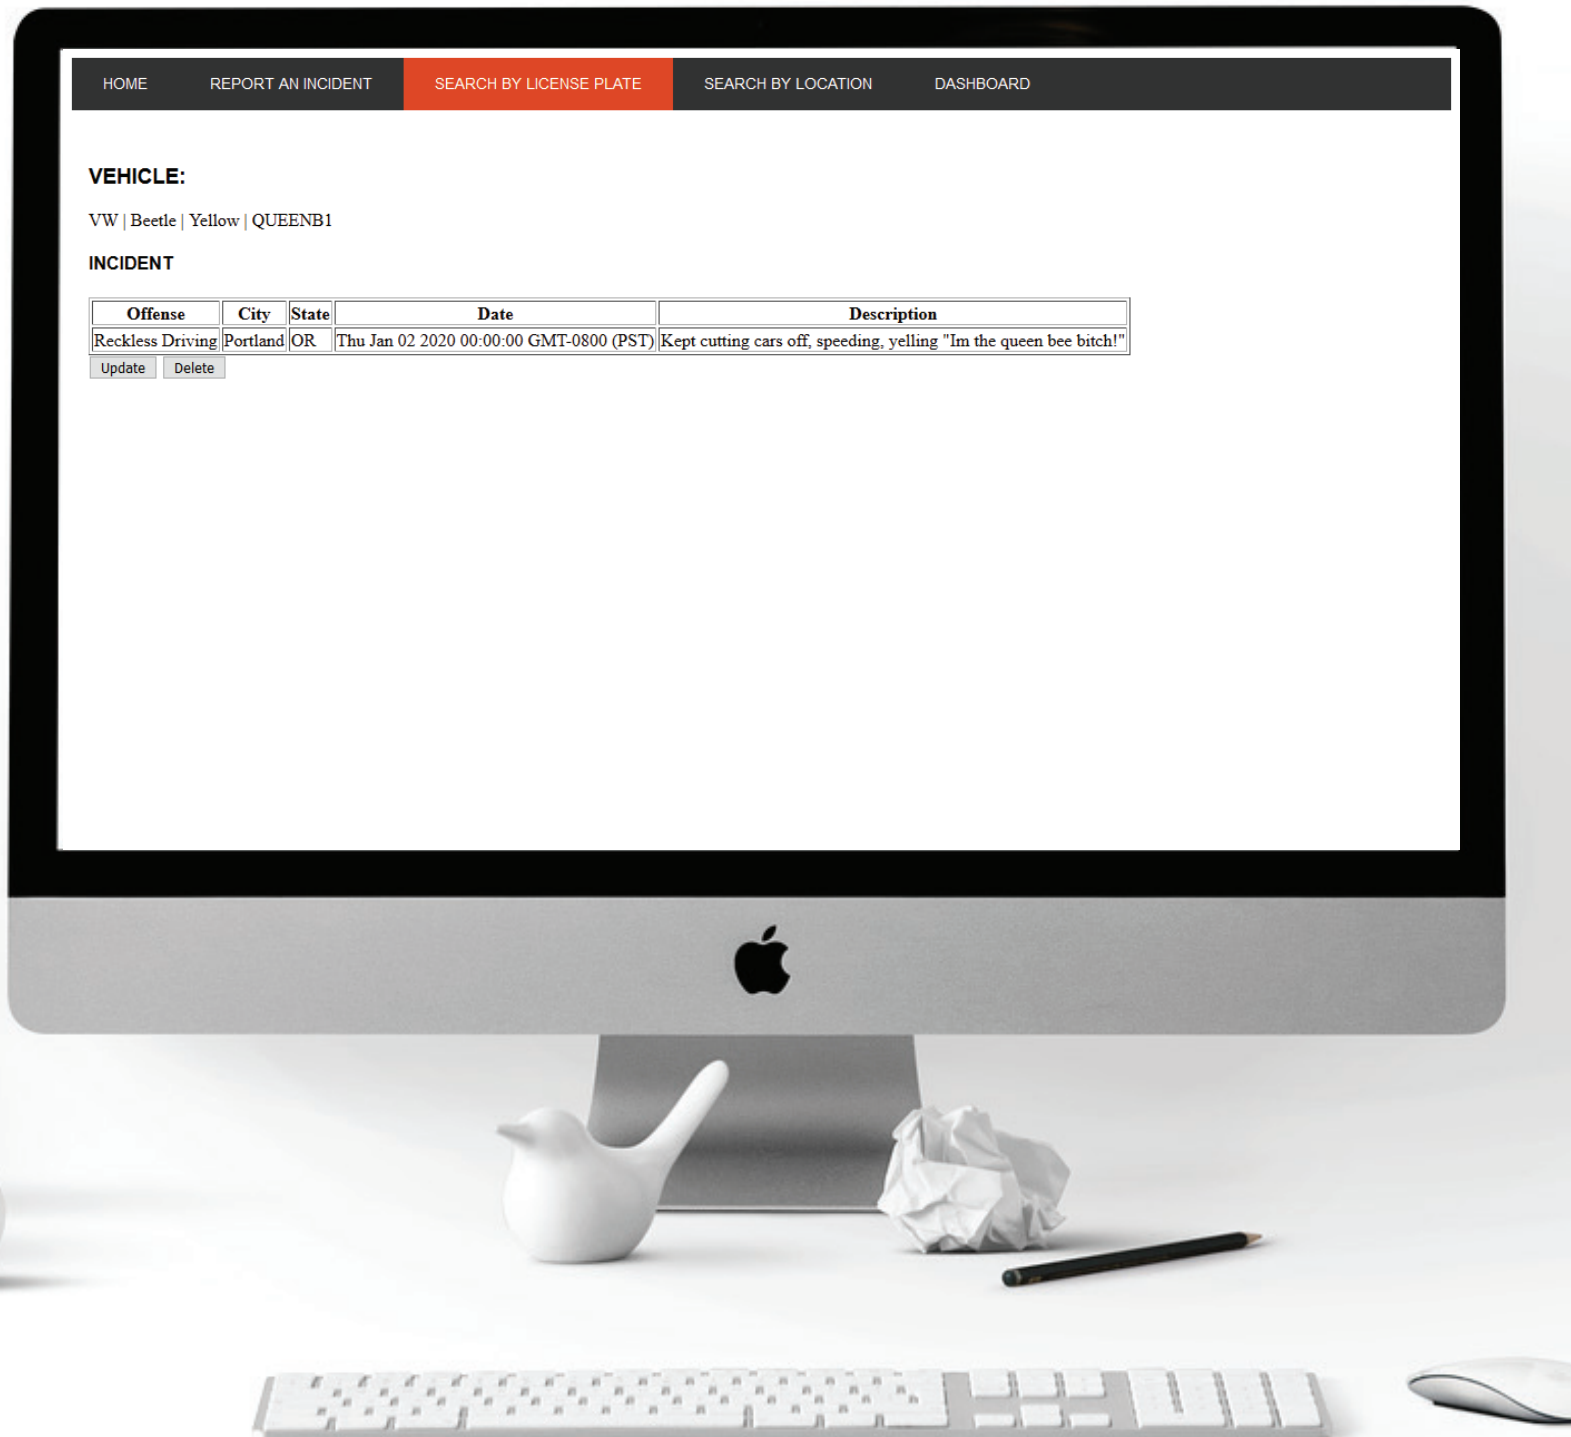 HOME REPORT AN INCIDENT SEARCH BY LICENSE PLATE SEARCH BY LOCATION DASHBOARD
VEHICLE:
VW | Beetle | Yellow | QUEENB1
INCIDENT
Offense City State Date Description
Reckless Driving Portland OR Thu Jan 02 2020 00:00:00 GMT-0800 (PST) Kept cutting cars off, speeding, yelling "Im the queen bee bitch!"
Update Delete